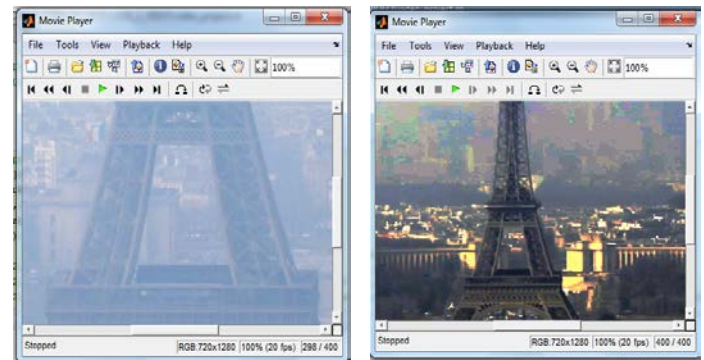 Movie Player
File Tools View Playback Help
100%
Stopped RGB:720x1280 100% (20 fps) 298 / 400
Movie Player
File Tools View Playback Help
100%
Stopped RGB:720x1280 100% (20 fps) 400 / 400